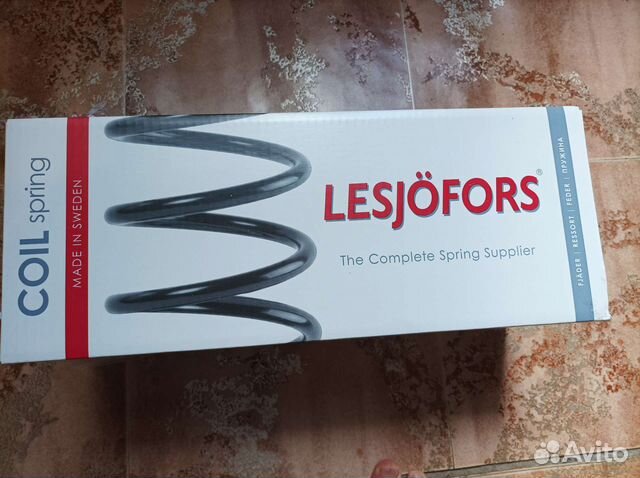 COIL spring
MADE IN SWEDEN
LESJÖFORS®
The Complete Spring Supplier
FJÄDER | RESSORT | FEDER | ПРУЖИНА
Avito